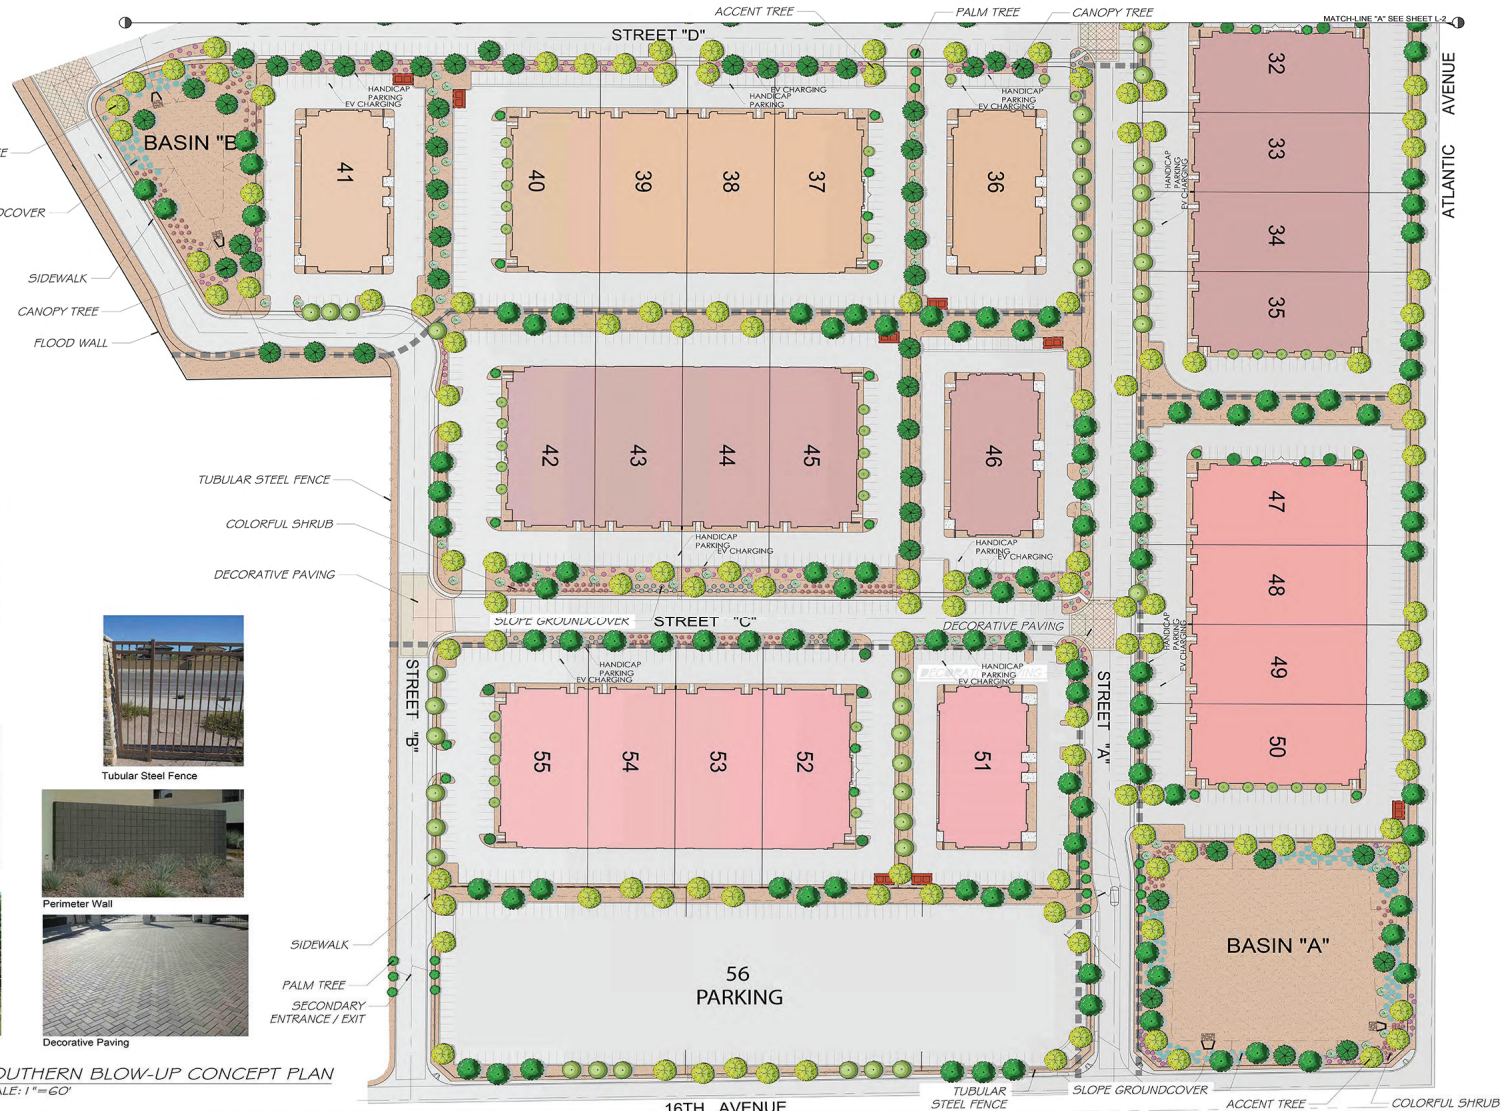 ACCENT TREE
PALM TREE
CANOPY TREE
MATCH-LINE "A" SEE SHEET L-2
STREET "D"
ATLANTIC AVENUE
HANDICAP
PARKING
EV CHARGING
EV CHARGING
HANDICAP
PARKING
HANDICAP
PARKING
EV CHARGING
BASIN "B"
41
40
39
38
37
36
32
33
34
35
HANDICAP
PARKING
EV CHARGING
SIDEWALK
CANOPY TREE
FLOOD WALL
42
43
44
45
46
TUBULAR STEEL FENCE
COLORFUL SHRUB
DECORATIVE PAVING
HANDICAP
PARKING
EV CHARGING
HANDICAP
PARKING
EV CHARGING
47
48
49
50
SLOPE GROUNDCOVER
STREET "C"
DECORATIVE PAVING
HANDICAP
PARKING
EV CHARGING
HANDICAP
PARKING
EV CHARGING
HANDICAP
PARKING
EV CHARGING
STREET "B"
STREET "A"
55
54
53
52
51
Tubular Steel Fence
Perimeter Wall
Decorative Paving
SIDEWALK
PALM TREE
SECONDARY
ENTRANCE / EXIT
56
PARKING
BASIN "A"
OUTHERN BLOW-UP CONCEPT PLAN
ALE: 1"=60'
16TH AVENUE
TUBULAR
STEEL FENCE
SLOPE GROUNDCOVER
ACCENT TREE
COLORFUL SHRUB